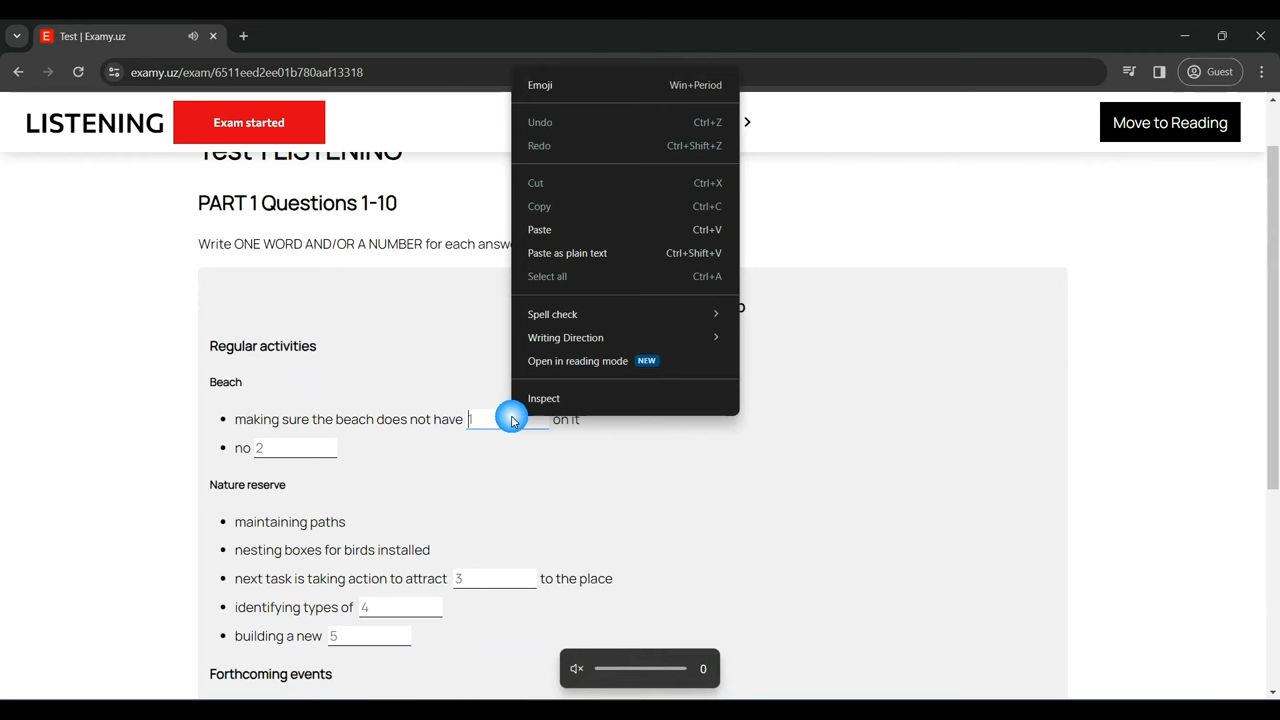 E Test | Examy.uz
examy.uz/exam/6511eed2ee01b780aaf13318
Guest
LISTENING
Exam started
Move to Reading
Test 1 LISTENING
PART 1 Questions 1-10
Write ONE WORD AND/OR A NUMBER for each answ
Regular activities
Beach
making sure the beach does not have 1 on it
no 2
Nature reserve
maintaining paths
nesting boxes for birds installed
next task is taking action to attract 3 to the place
identifying types of 4
building a new 5
Forthcoming events
Emoji Win+Period
Undo Ctrl+Z
Redo Ctrl+Shift+Z
Cut Ctrl+X
Copy Ctrl+C
Paste Ctrl+V
Paste as plain text Ctrl+Shift+V
Select all Ctrl+A
Spell check
Writing Direction
Open in reading mode NEW
Inspect
0